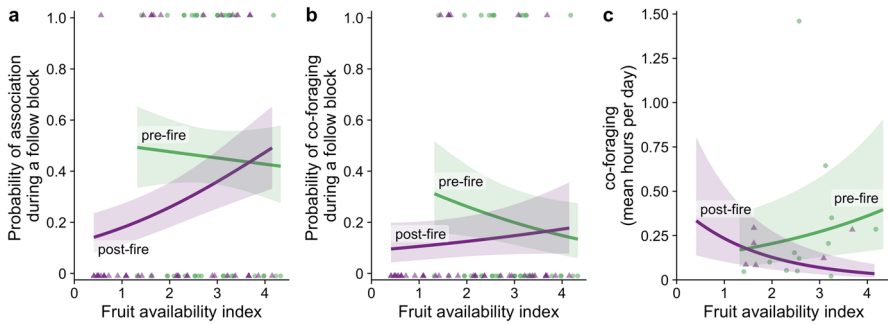 a
Probability of association
during a follow block
1.0
0.8
0.6
0.4
0.2
0
pre-fire
post-fire
0
1
2
3
4
Fruit availability index
b
Probability of co-foraging
during a follow block
1.0
0.8
0.6
0.4
0.2
0
pre-fire
post-fire
0
1
2
3
4
Fruit availability index
c
co-foraging
(mean hours per day)
1.50
1.25
1.00
0.75
0.50
0.25
0
post-fire
pre-fire
0
1
2
3
4
Fruit availability index